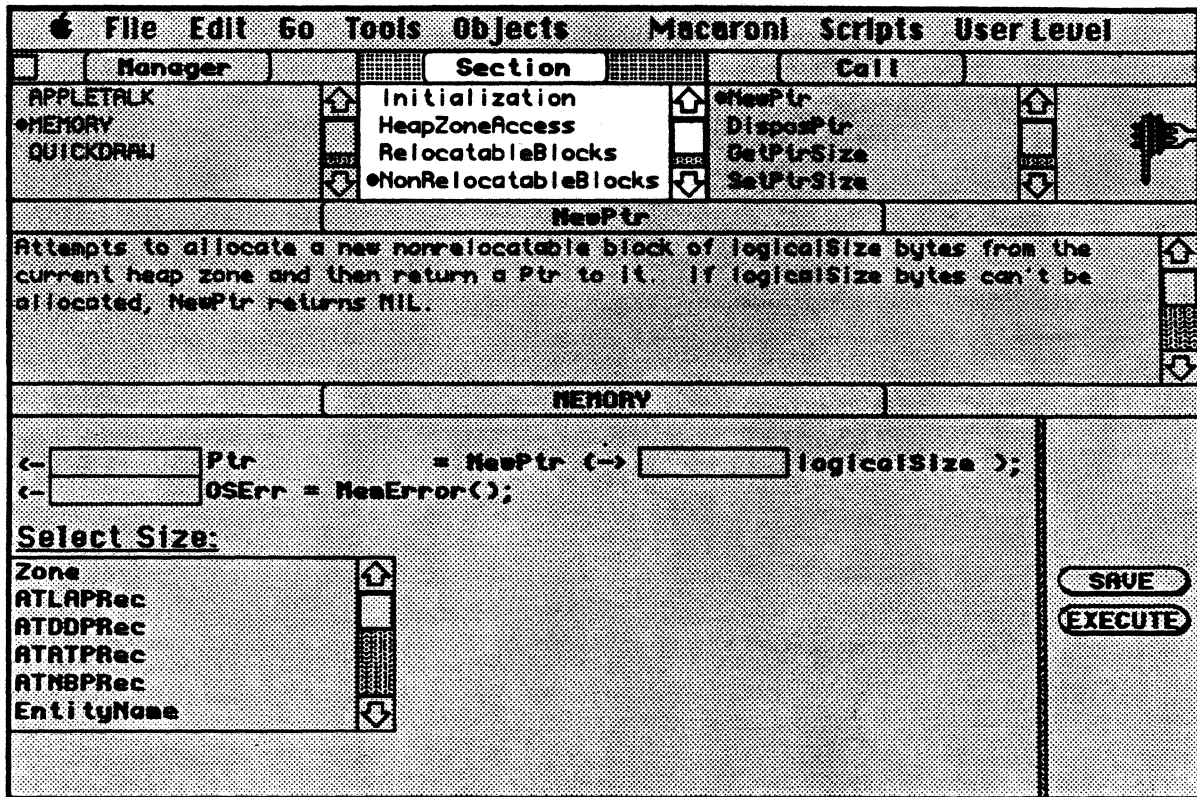 File Edit Go Tools Objects Macaroni Scripts User Level
Manager Section Call
APPLETALK
•MEMORY
QUICKDRAW
Initialization
HeapZoneAccess
RelocatableBlocks
•NonRelocatableBlocks
•NewPtr
DisposPtr
GetPtrSize
SetPtrSize
NewPtr
Attempts to allocate a new nonrelocatable block of logicalSize bytes from the
current heap zone and then return a Ptr to it. If logicalSize bytes can't be
allocated, NewPtr returns NIL.
MEMORY
<- Ptr = NewPtr (-> logicalSize );
<- OSErr = MemError();
Select Size:
Zone
ATLAPRec
ATDDPRec
ATATPRec
ATNBPRec
EntityName
SAVE
EXECUTE